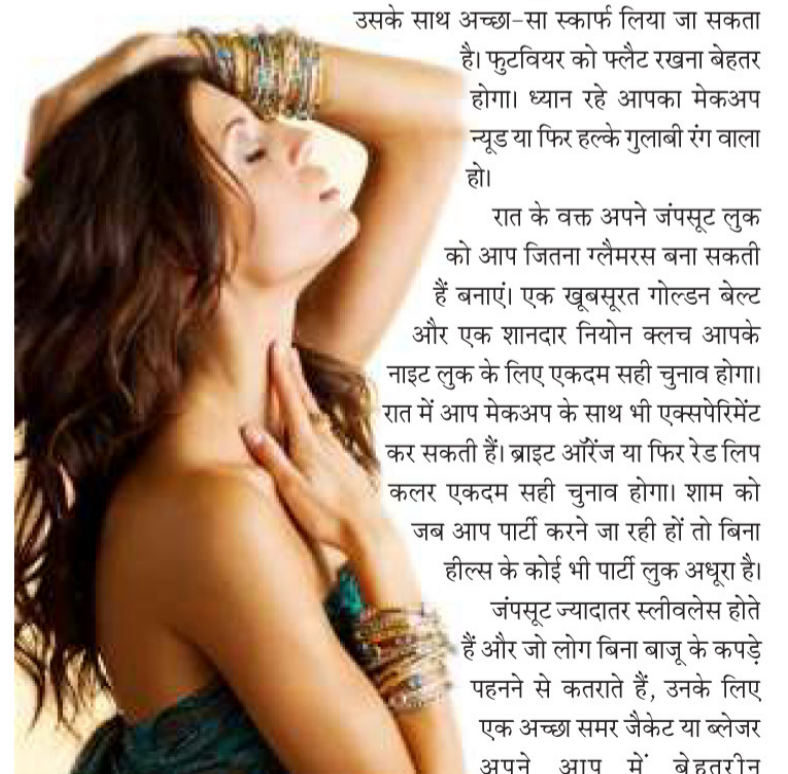 उसके साथ अच्छा-सा स्कार्फ लिया जा सकता
है। फुटवियर को फ्लैट रखना बेहतर
होगा। ध्यान रहे आपका मेकअप
न्यूड या फिर हल्के गुलाबी रंग वाला
हो।
रात के वक्त अपने जंपसूट लुक
को आप जितना ग्लैमरस बना सकती
हैं बनाएं। एक खूबसूरत गोल्डन बेल्ट
और एक शानदार नियोन क्लच आपके
नाइट लुक के लिए एकदम सही चुनाव होगा।
रात में आप मेकअप के साथ भी एक्सपेरिमेंट
कर सकती हैं। ब्राइट ऑरेंज या फिर रेड लिप
कलर एकदम सही चुनाव होगा। शाम को
जब आप पार्टी करने जा रही हों तो बिना
हील्स के कोई भी पार्टी लुक अधूरा है।
जंपसूट ज्यादातर स्लीवलेस होते
हैं और जो लोग बिना बाजू के कपड़े
पहनने से कतराते हैं, उनके लिए
एक अच्छा समर जैकेट या ब्लेजर
अपने आप में बेहतरीन